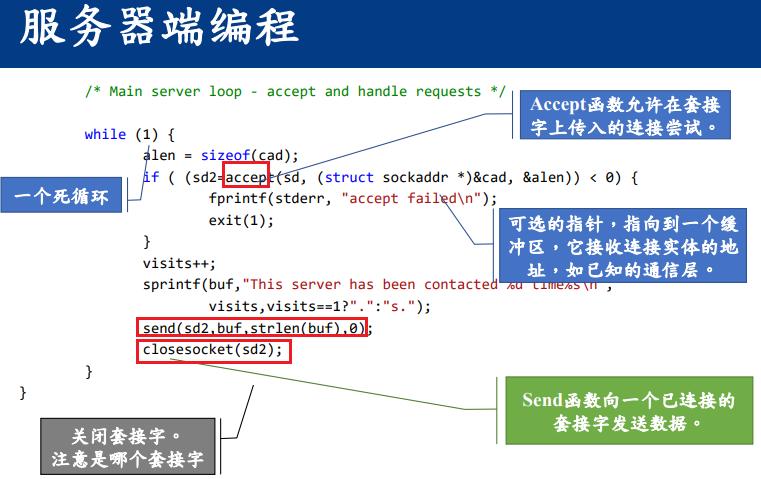 服务器端编程
/* Main server loop - accept and handle requests */
Accept函数允许在套接
字上传入的连接尝试。
while (1) {
alen = sizeof(cad);
一个死循环
if ( (sd2=accept(sd, (struct sockaddr *)&cad, &alen)) < 0) {
fprintf(stderr, "accept failed\n");
exit(1);
}
可选的指针，指向到一个缓
冲区，它接收连接实体的地
址，如已知的通信层。
visits++;
sprintf(buf,"This server has been contacted %d time%s\n",
visits,visits==1?".":"s.");
send(sd2,buf,strlen(buf),0);
closesocket(sd2);
}
}
Send函数向一个已连接的
套接字发送数据。
关闭套接字。
注意是哪个套接字